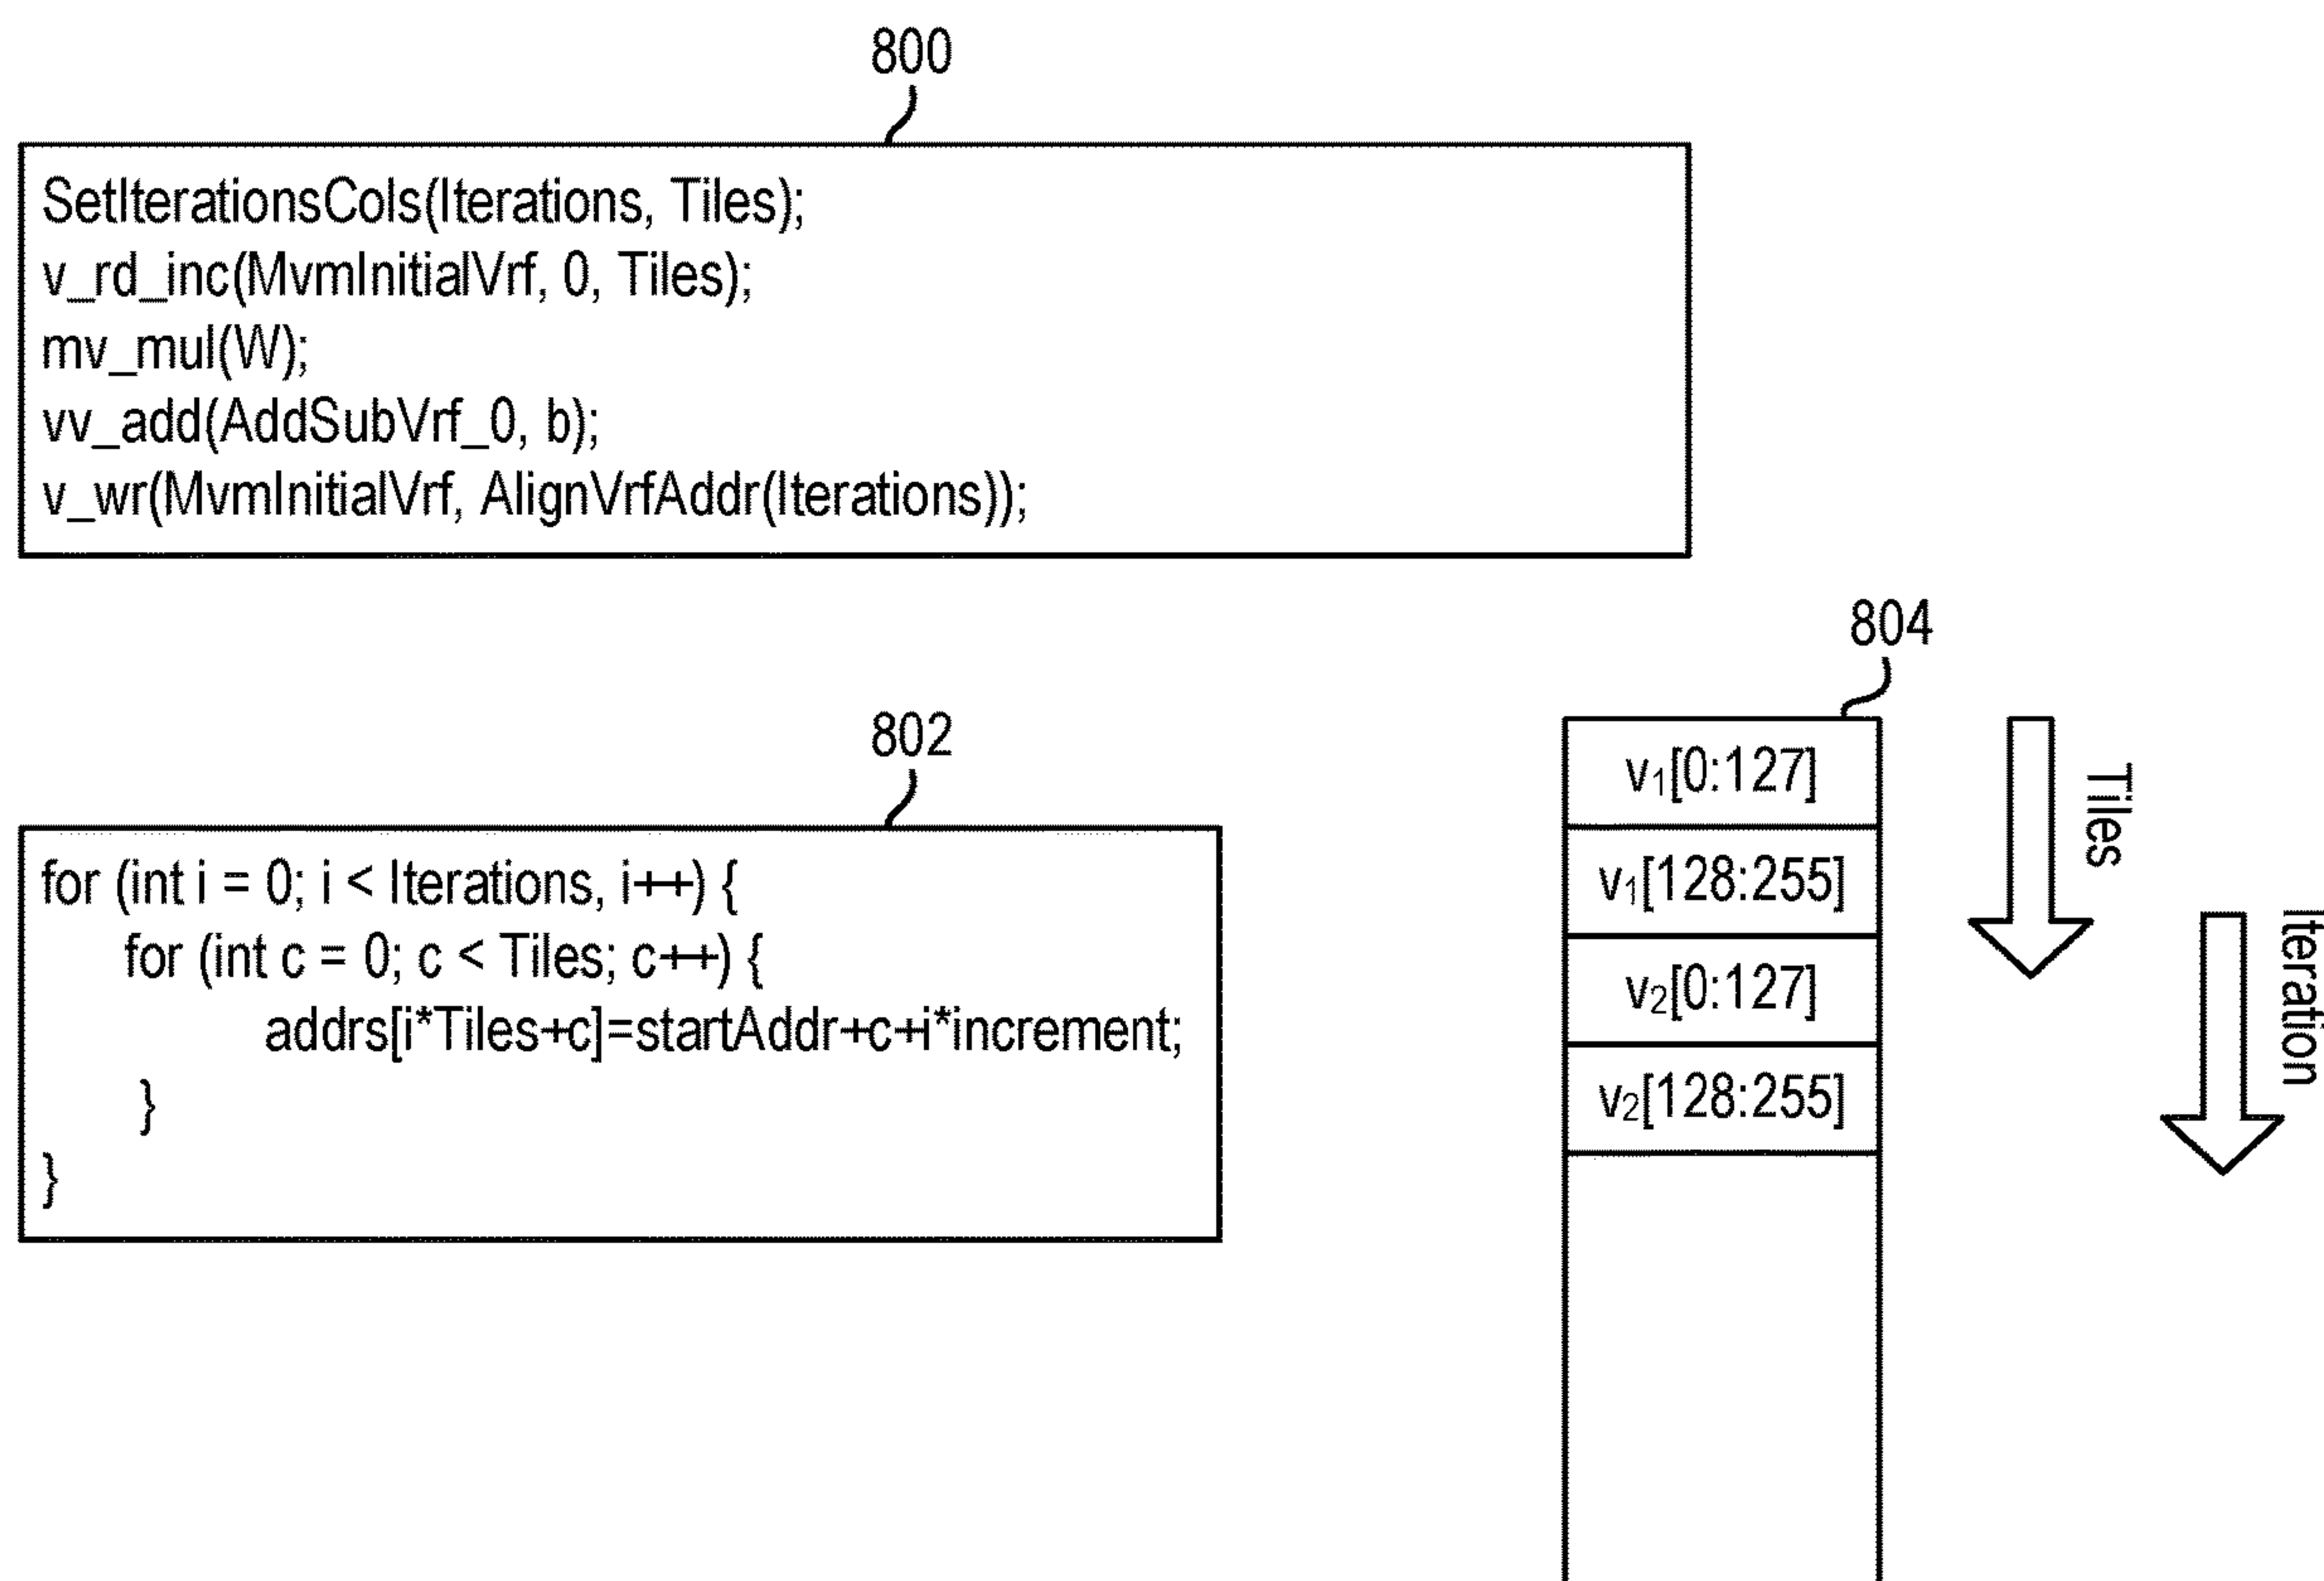 800
SetIterationsCols(Iterations, Tiles);
v_rd_inc(MvmInitialVrf, 0, Tiles);
mv_mul(W);
vv_add(AddSubVrf_0, b);
v_wr(MvmInitialVrf, AlignVrfAddr(Iterations));
802
for (int i = 0; i < Iterations, i++) {
for (int c = 0; c < Tiles; c++) {
addrs[i*Tiles+c]=startAddr+c+i*increment;
}
}
804
v₁[0:127]
v₁[128:255]
v₂[0:127]
v₂[128:255]
Tiles
Iteration